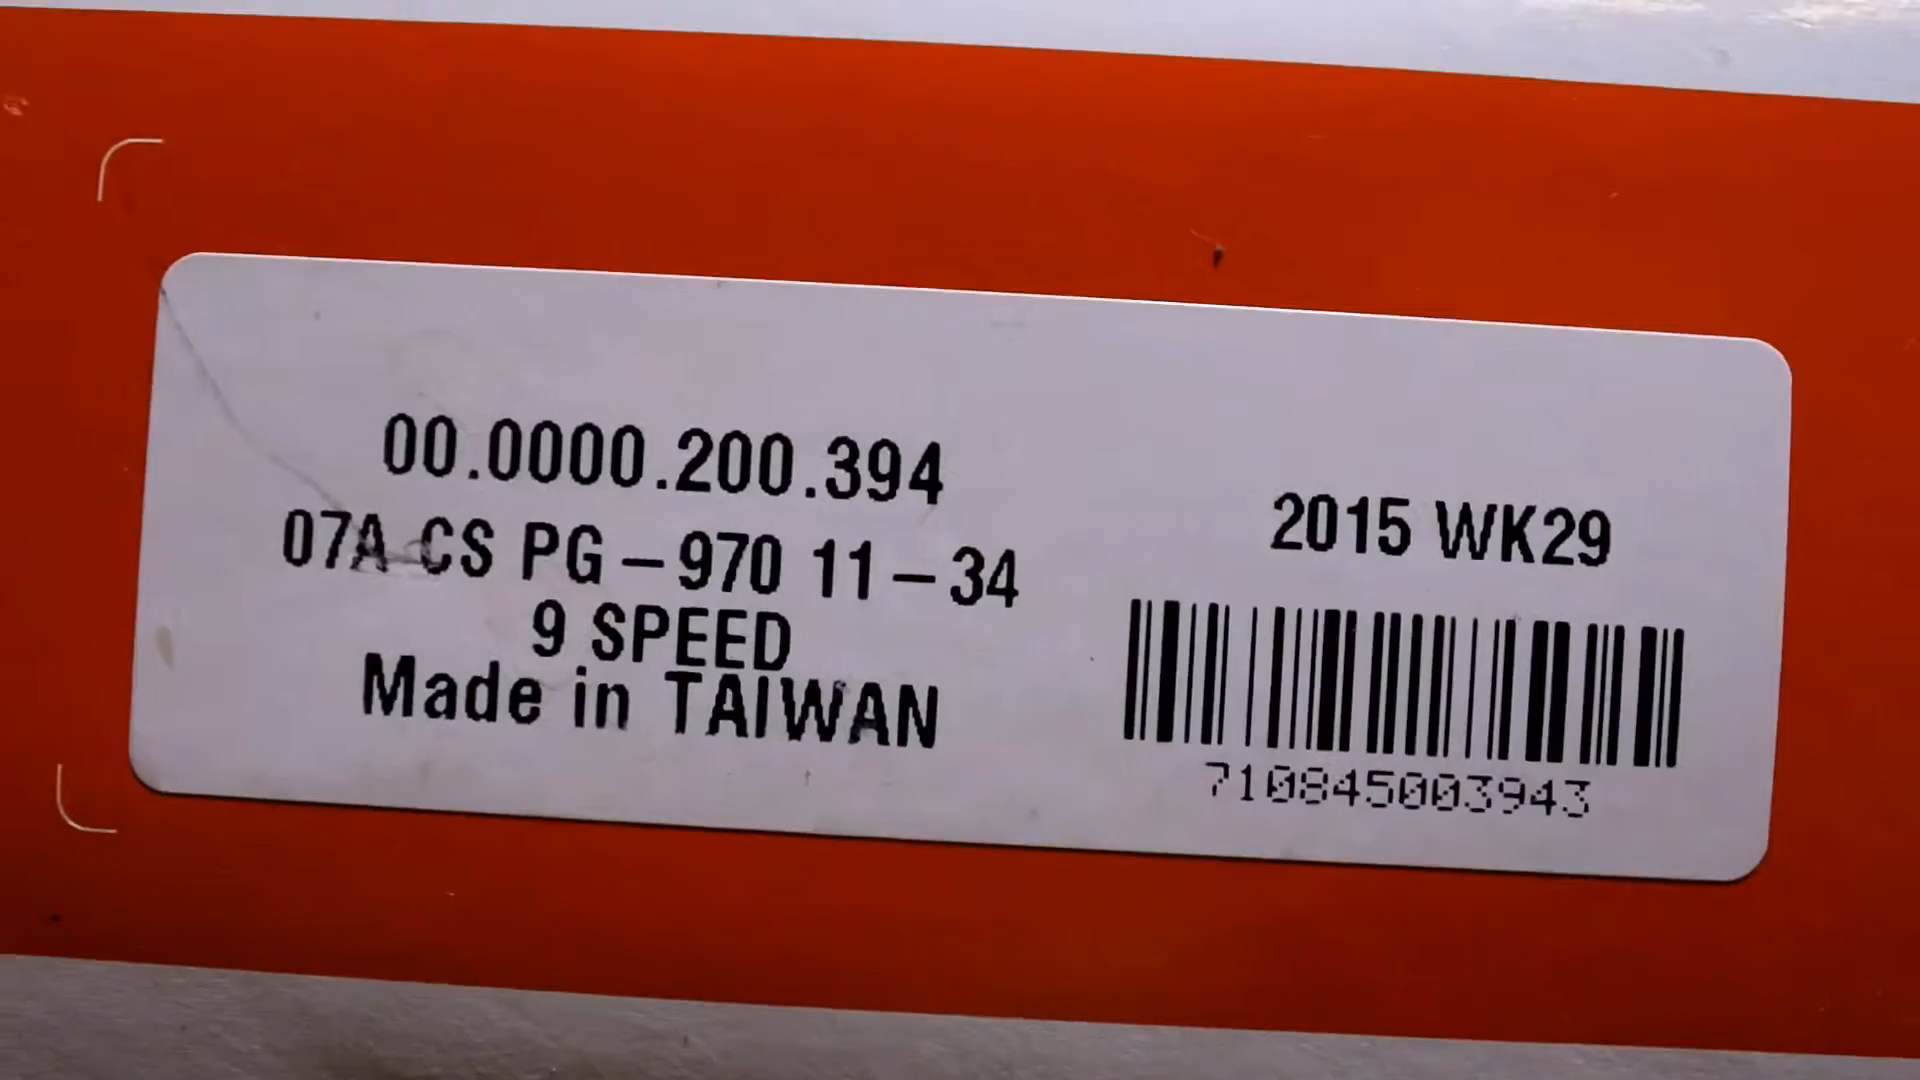 00.0000.200.394
07A CS PG-970 11-34
9 SPEED
Made in TAIWAN
2015 WK29
710845003943